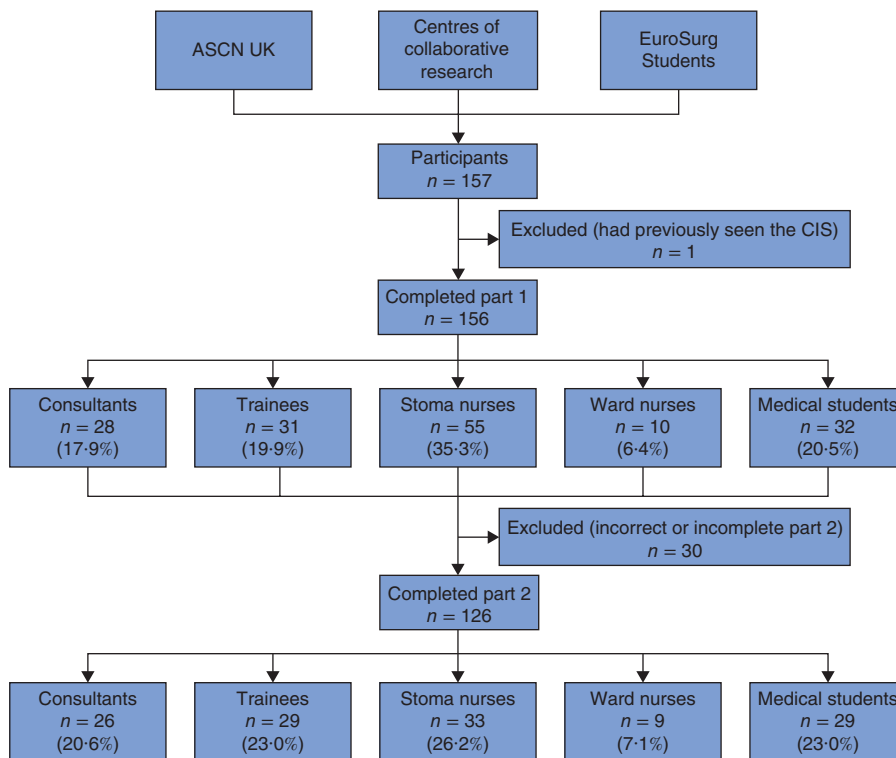 ASCN UK
Centres of
collaborative
research
EuroSurg
Students
Participants
n = 157
Excluded (had previously seen the CIS)
n = 1
Completed part 1
n = 156
Consultants
n = 28
(17·9%)
Trainees
n = 31
(19·9%)
Stoma nurses
n = 55
(35·3%)
Ward nurses
n = 10
(6·4%)
Medical students
n = 32
(20·5%)
Excluded (incorrect or incomplete part 2)
n = 30
Completed part 2
n = 126
Consultants
n = 26
(20·6%)
Trainees
n = 29
(23·0%)
Stoma nurses
n = 33
(26·2%)
Ward nurses
n = 9
(7·1%)
Medical students
n = 29
(23·0%)